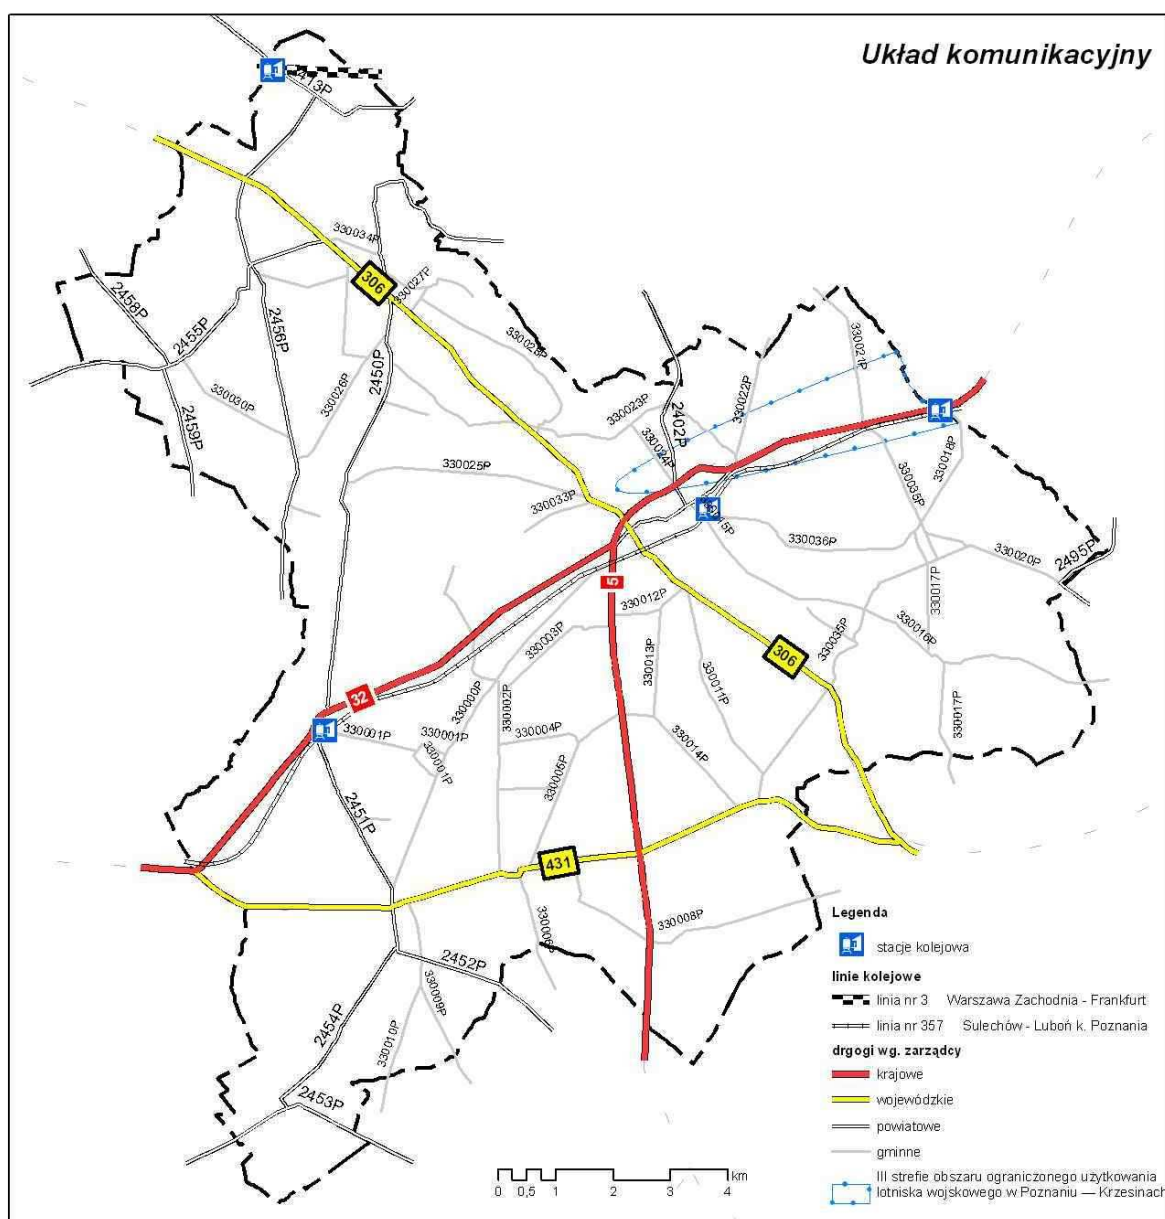 Układ komunikacyjny
2413P
330034P
306
330027P
2458P
2455P
2456P
2450P
330028P
330021P
330030P
330026P
330023P
2402P
330022P
2459P
330024P
330025P
330018P
330033P
330035P
330036P
330020P
2495P
5
330012P
330017P
330003P
330035P
330016P
330013P
306
330000P
330002P
330011P
32
330001P
330001P
330004P
330017P
330001P
330005P
330014P
2451P
431
330006P
330008P
2452P
330009P
2454P
330010P
2453P
Legenda
stacje kolejowa
linie kolejowe
linia nr 3 Warszawa Zachodnia - Frankfurt
linia nr 357 Sulechów - Luboń k. Poznania
drgogi wg. zarządcy
krajowe
wojewódzkie
powiatowe
gminne
III strefie obszaru ograniczonego użytkowania
lotniska wojskowego w Poznaniu — Krzesinach
km
0 0,5 1 2 3 4